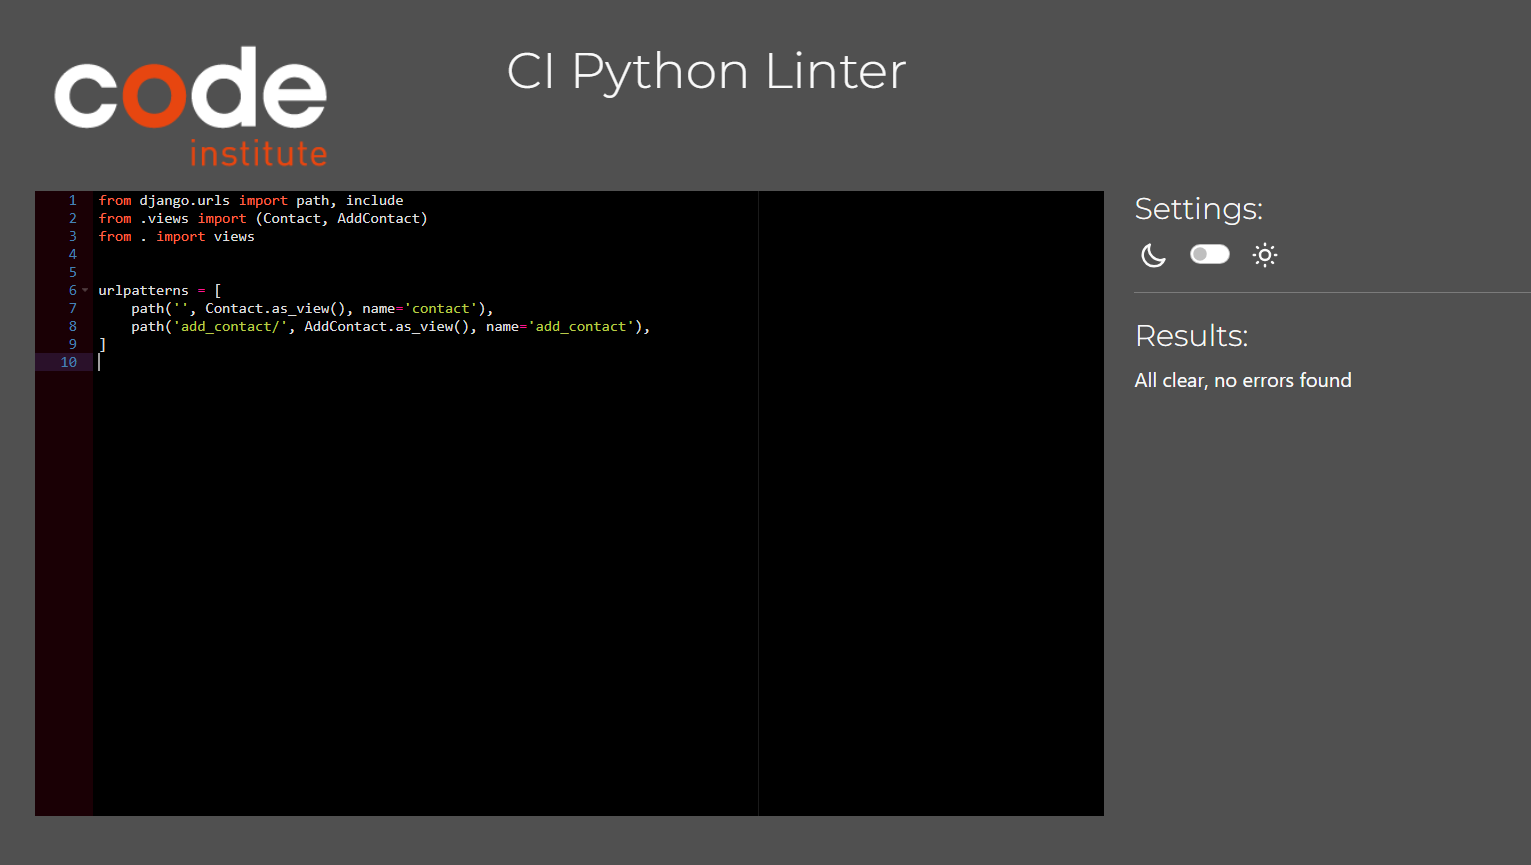 code
institute
CI Python Linter
1 from django.urls import path, include
2 from .views import (Contact, AddContact)
3 from . import views
4
5
6 urlpatterns = [
7     path('', Contact.as_view(), name='contact'),
8     path('add_contact/', AddContact.as_view(), name='add_contact'),
9 ]
10
Settings:
Results:
All clear, no errors found